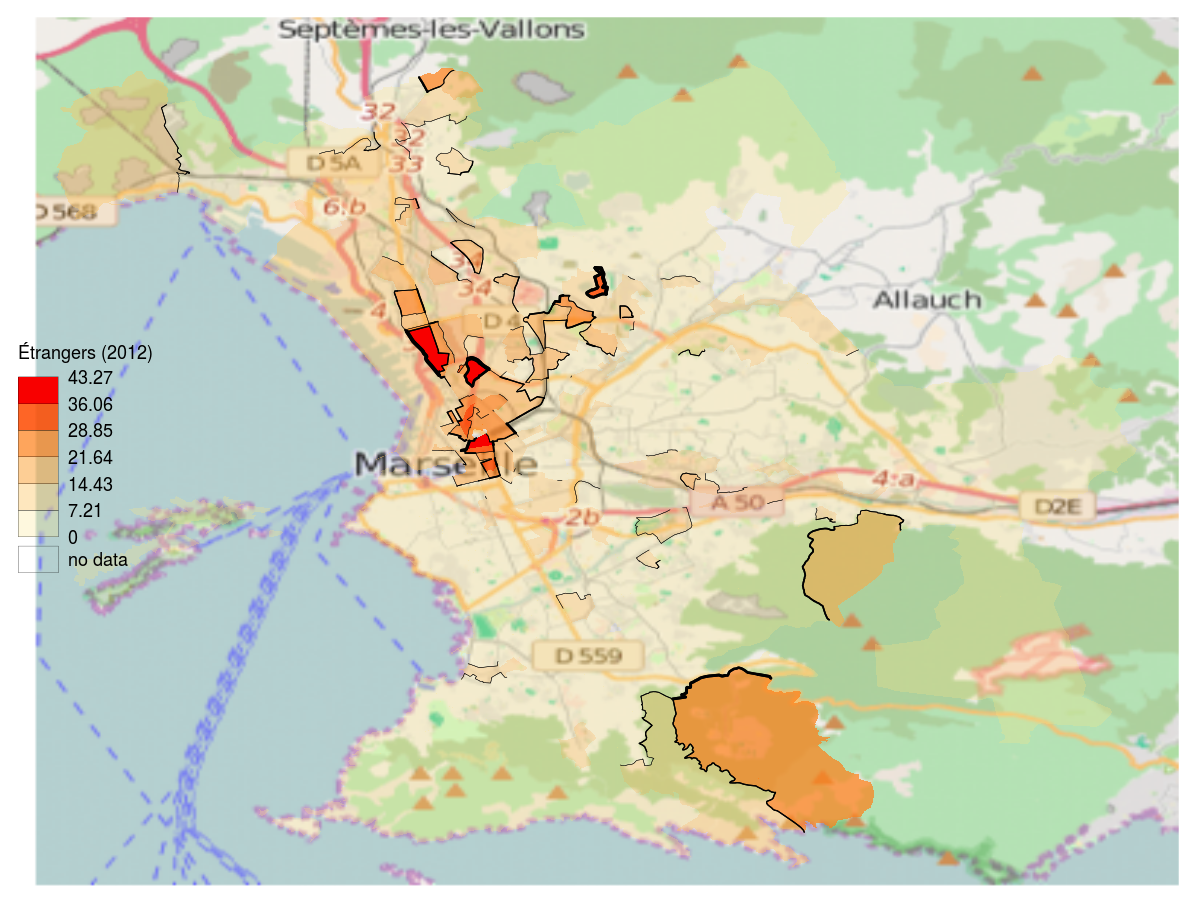 Septèmes-les-Vallons
32
32
D 5A
33
D 568
6.b
34
34
Allauch
4
D 4
Étrangers (2012)
43.27
36.06
28.85
21.64
14.43
7.21
0
no data
Marseille
4.a
A 50
D2E
2b
D 559